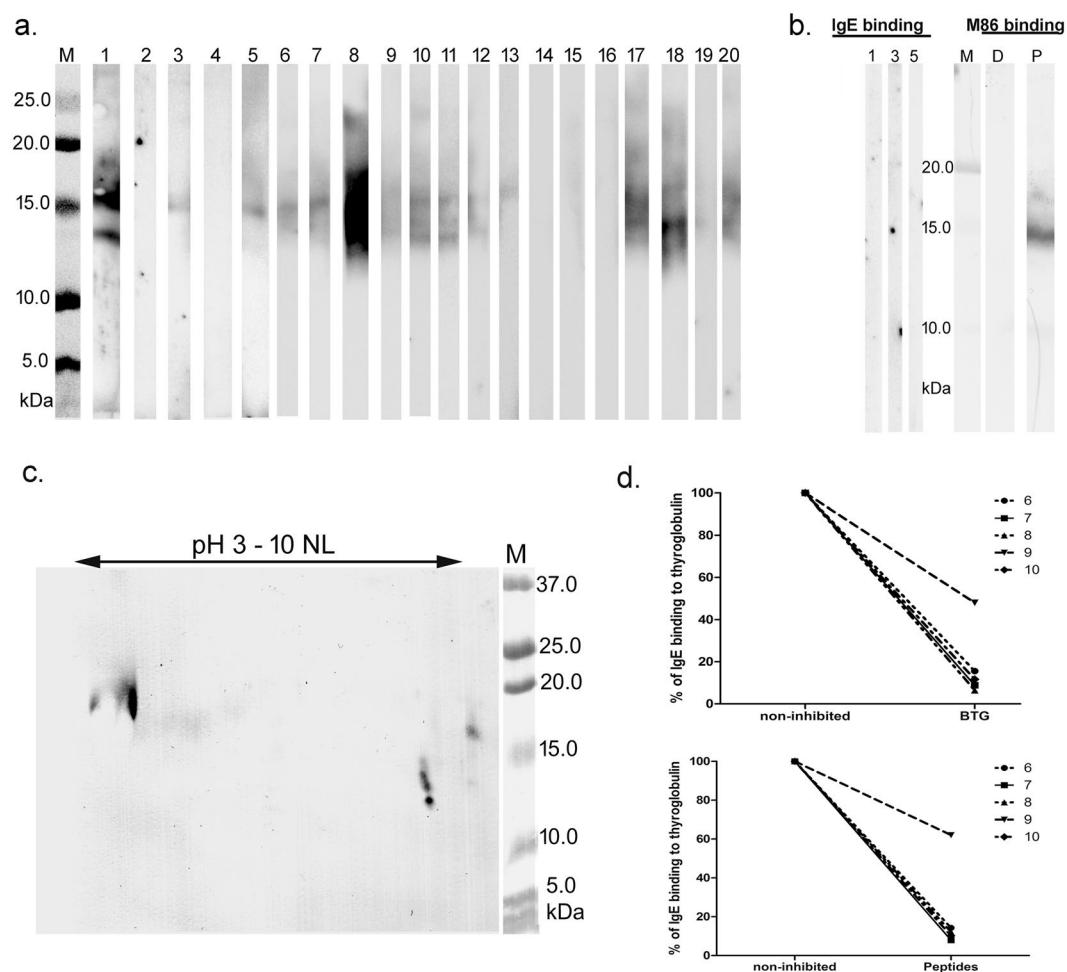 a.
M 1 2 3 4 5 6 7 8 9 10 11 12 13 14 15 16 17 18 19 20
25.0
20.0
15.0
10.0
5.0
kDa
b.
IgE binding M86 binding
1 3 5 M D P
20.0
15.0
10.0
kDa
c.
pH 3 - 10 NL
M
37.0
25.0
20.0
15.0
10.0
5.0
kDa
d.
% of IgE binding to thyroglobulin
100
80
60
40
20
0
non-inhibited BTG
6
7
8
9
10
% of IgE binding to thyroglobulin
100
80
60
40
20
0
non-inhibited Peptides
6
7
8
9
10